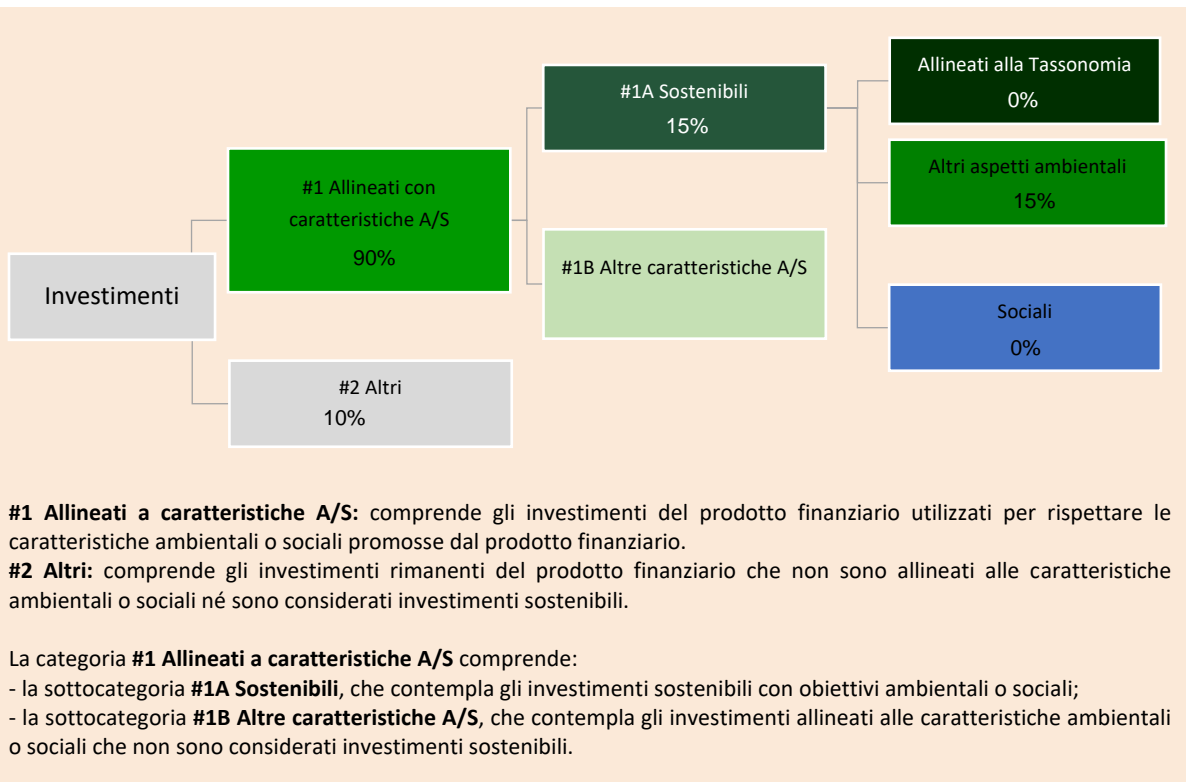 Investimenti
#1 Allineati con
caratteristiche A/S
90%
#2 Altri
10%
#1A Sostenibili
15%
#1B Altre caratteristiche A/S
Allineati alla Tassonomia
0%
Altri aspetti ambientali
15%
Sociali
0%
#1 Allineati a caratteristiche A/S: comprende gli investimenti del prodotto finanziario utilizzati per rispettare le
caratteristiche ambientali o sociali promosse dal prodotto finanziario.
#2 Altri: comprende gli investimenti rimanenti del prodotto finanziario che non sono allineati alle caratteristiche
ambientali o sociali né sono considerati investimenti sostenibili.
La categoria #1 Allineati a caratteristiche A/S comprende:
- la sottocategoria #1A Sostenibili, che contempla gli investimenti sostenibili con obiettivi ambientali o sociali;
- la sottocategoria #1B Altre caratteristiche A/S, che contempla gli investimenti allineati alle caratteristiche ambientali
o sociali che non sono considerati investimenti sostenibili.